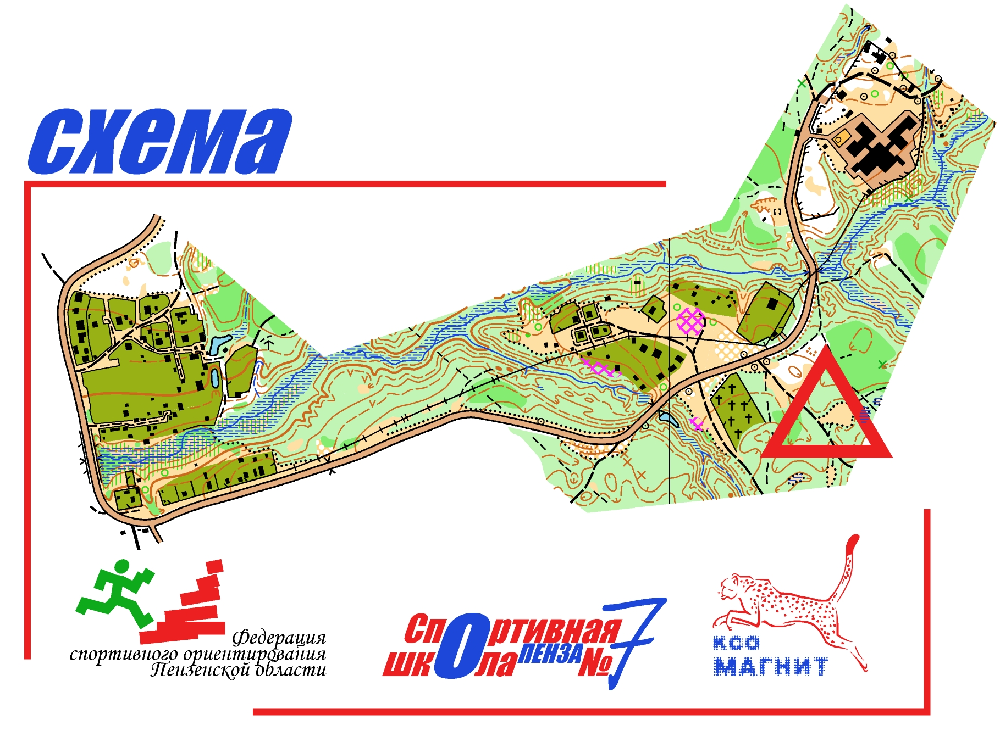 схема
Федерация
спортивного ориентирования
Пензенской области
Спортивная
школа ПЕНЗА №7
КСО
МАГНИТ